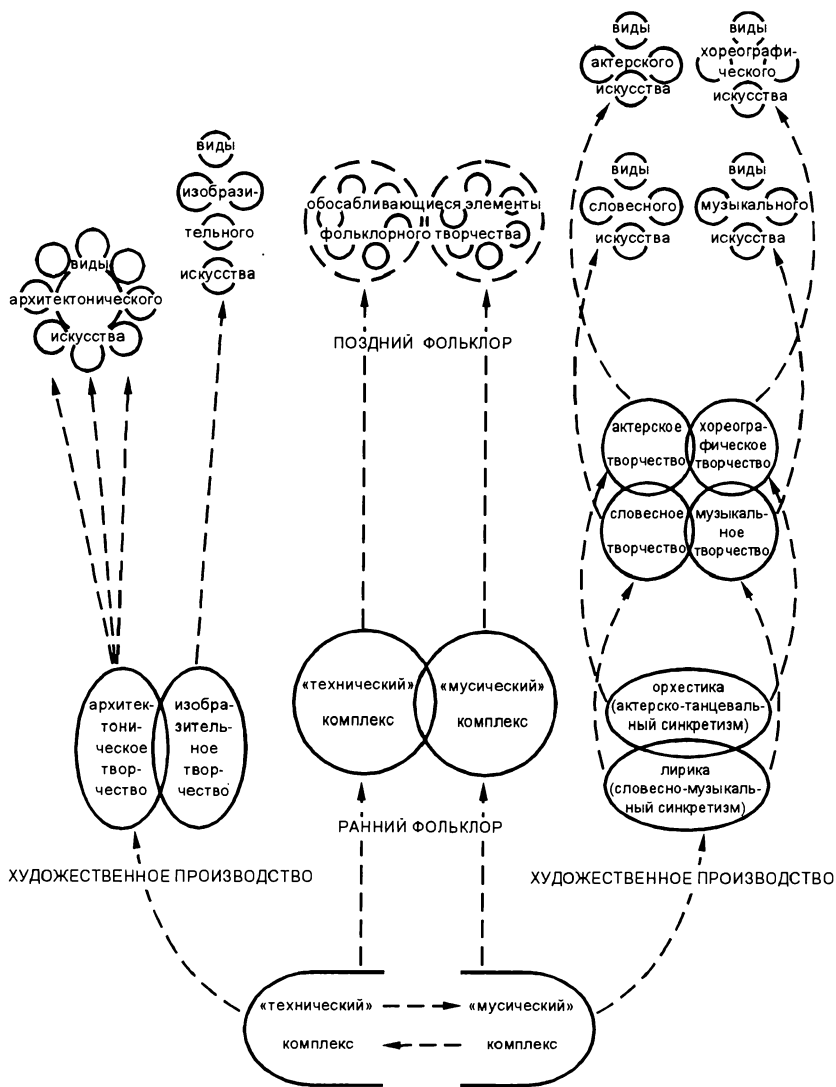 виды
актерского
искусства
виды
хореографи-
ческого
искусства
виды
изобрази-
тельного
искусства
обосабливающиеся элементы
фольклорного творчества
виды
словесного
искусства
виды
музыкального
искусства
виды
архитектонического
искусства
ПОЗДНИЙ ФОЛЬКЛОР
актерское
творчество
хореогра-
фическое
творчество
словесное
творчество
музыкаль-
ное
творчество
архитек-
тони-
ческое
твор-
чество
изобра-
зитель-
ное
твор-
чество
«технический»
комплекс
«мусический»
комплекс
орхестика
(актерско-танцеваль-
ный синкретизм)
лирика
(словесно-музыкаль-
ный синкретизм)
РАННИЙ ФОЛЬКЛОР
ХУДОЖЕСТВЕННОЕ ПРОИЗВОДСТВО
ХУДОЖЕСТВЕННОЕ ПРОИЗВОДСТВО
«технический»
комплекс
«мусический»
комплекс